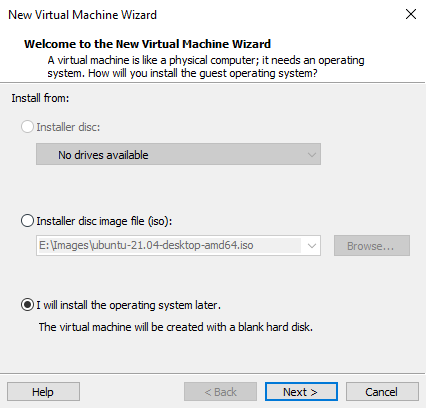 New Virtual Machine Wizard
Welcome to the New Virtual Machine Wizard
A virtual machine is like a physical computer; it needs an operating
system. How will you install the guest operating system?
Install from:
Installer disc:
No drives available
Installer disc image file (iso):
E:\Images\ubuntu-21.04-desktop-amd64.iso
Browse...
I will install the operating system later.
The virtual machine will be created with a blank hard disk.
Help
< Back
Next >
Cancel